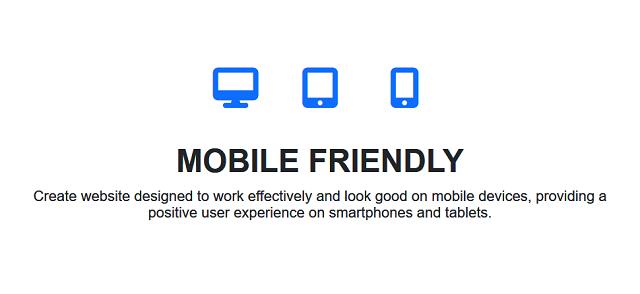 MOBILE FRIENDLY
Create website designed to work effectively and look good on mobile devices, providing a
positive user experience on smartphones and tablets.